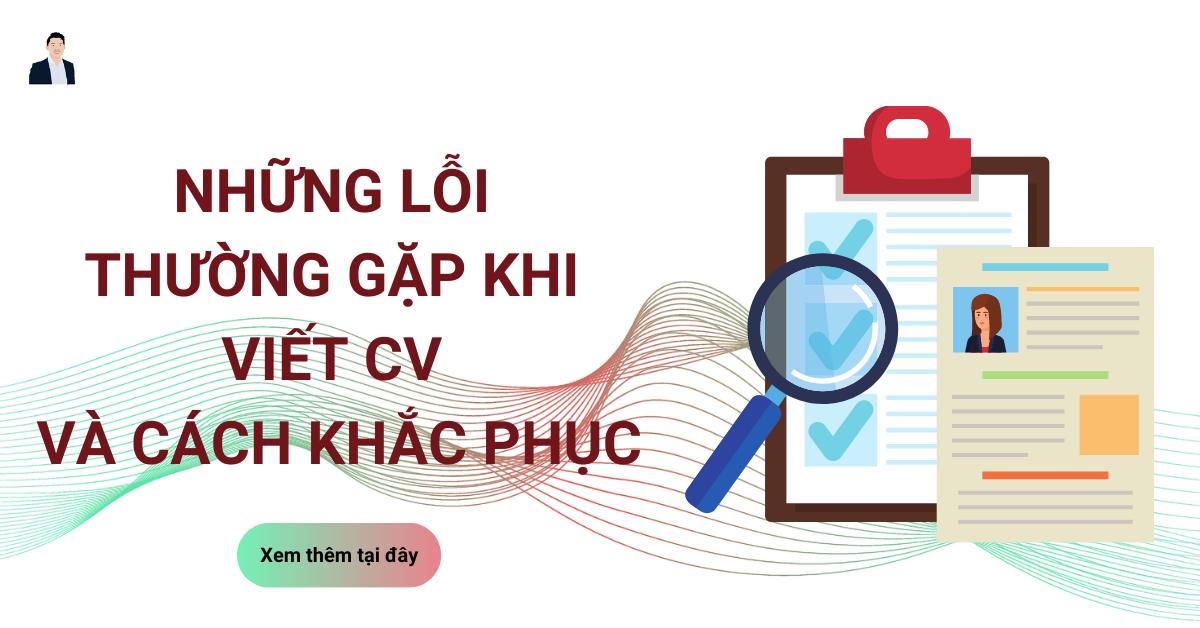 NHỮNG LỖI
THƯỜNG GẶP KHI
VIẾT CV
VÀ CÁCH KHẮC PHỤC
Xem thêm tại đây